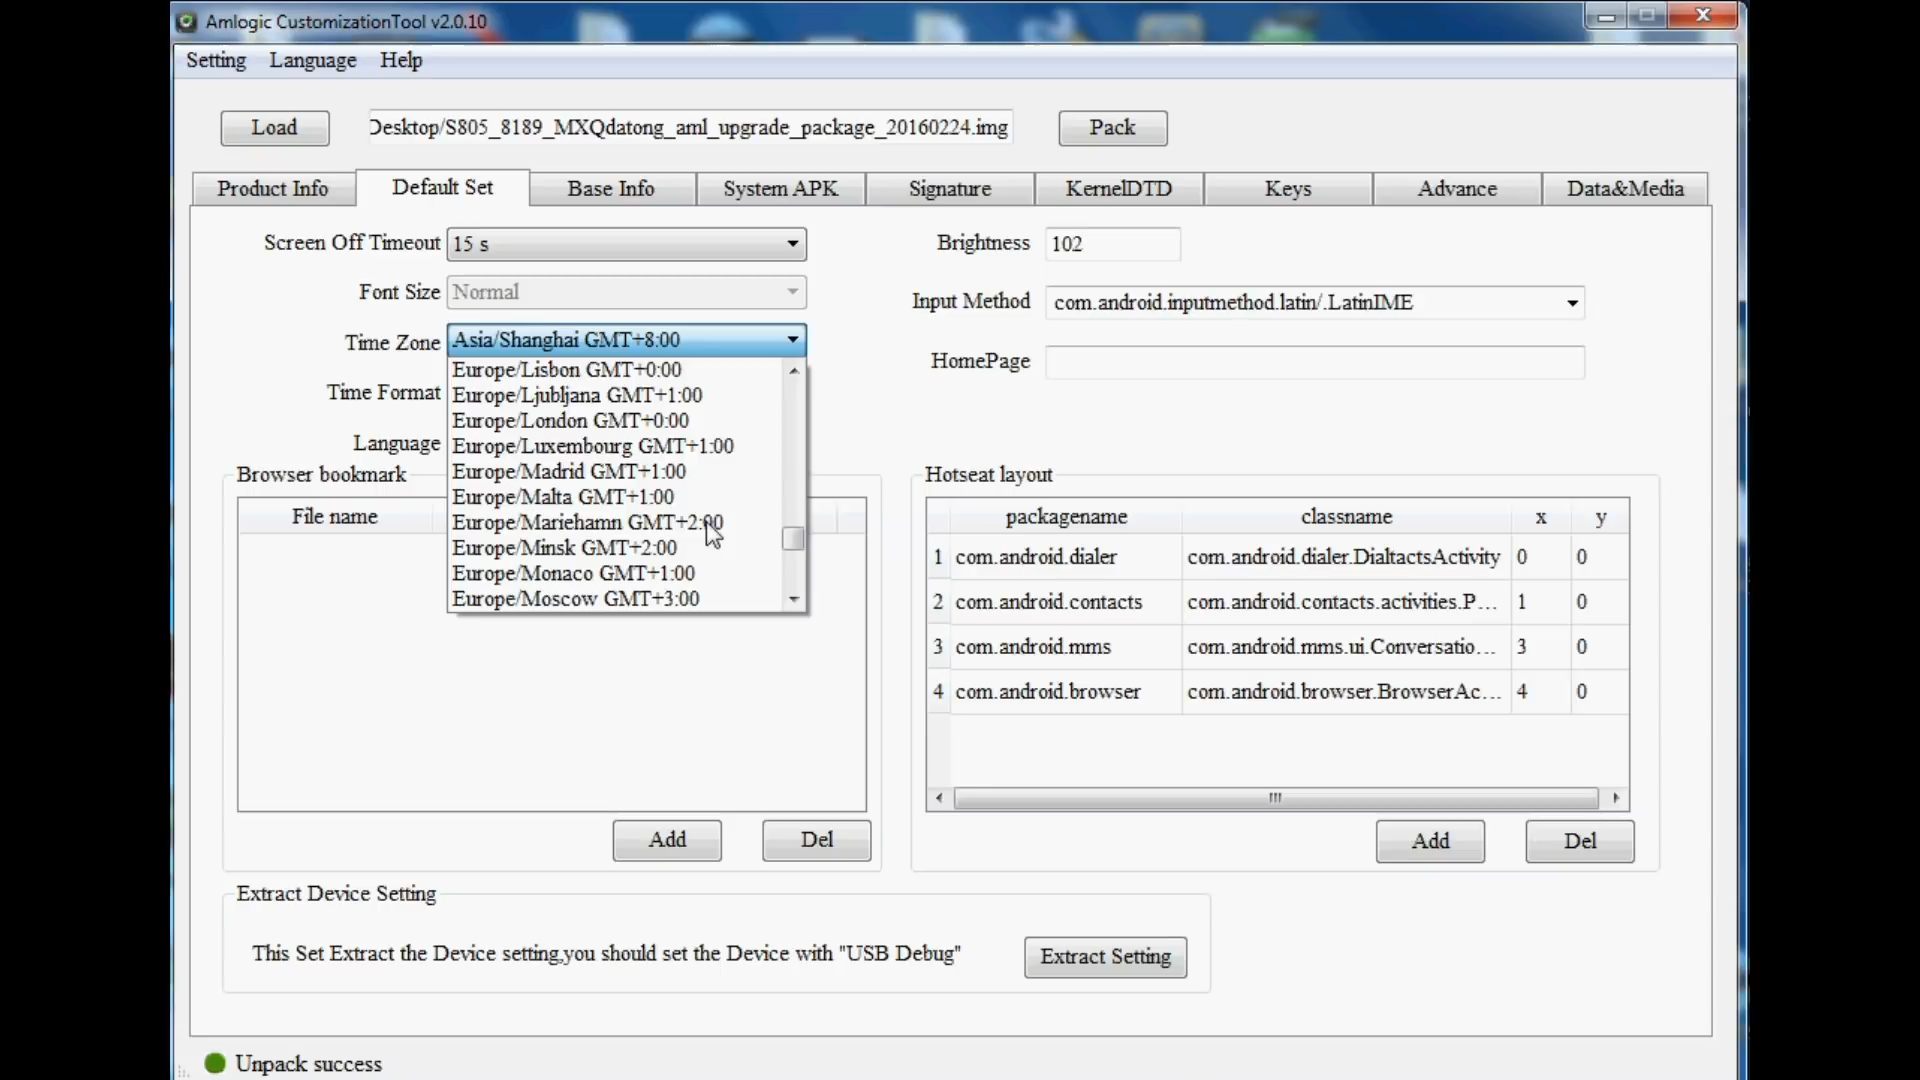 Amlogic CustomizationTool v2.0.10
Setting Language Help
Load Desktop/S805_8189_MXQdatong_aml_upgrade_package_20160224.img Pack
Product Info Default Set Base Info System APK Signature KernelDTD Keys Advance Data&Media
Screen Off Timeout 15 s Brightness 102
Font Size Normal Input Method com.android.inputmethod.latin/.LatinIME
Time Zone Asia/Shanghai GMT+8:00 HomePage
Europe/Lisbon GMT+0:00
Time Format Europe/Ljubljana GMT+1:00
Europe/London GMT+0:00
Language Europe/Luxembourg GMT+1:00
Europe/Madrid GMT+1:00
Europe/Malta GMT+1:00
Europe/Mariehamn GMT+2:00
Europe/Minsk GMT+2:00
Europe/Monaco GMT+1:00
Europe/Moscow GMT+3:00
Browser bookmark
File name
Add Del
Hotseat layout
packagename classname x y
1 com.android.dialer com.android.dialer.DialtactsActivity 0 0
2 com.android.contacts com.android.contacts.activities.P... 1 0
3 com.android.mms com.android.mms.ui.Conversatio... 3 0
4 com.android.browser com.android.browser.BrowserAc... 4 0
Add Del
Extract Device Setting
This Set Extract the Device setting,you should set the Device with "USB Debug" Extract Setting
Unpack success